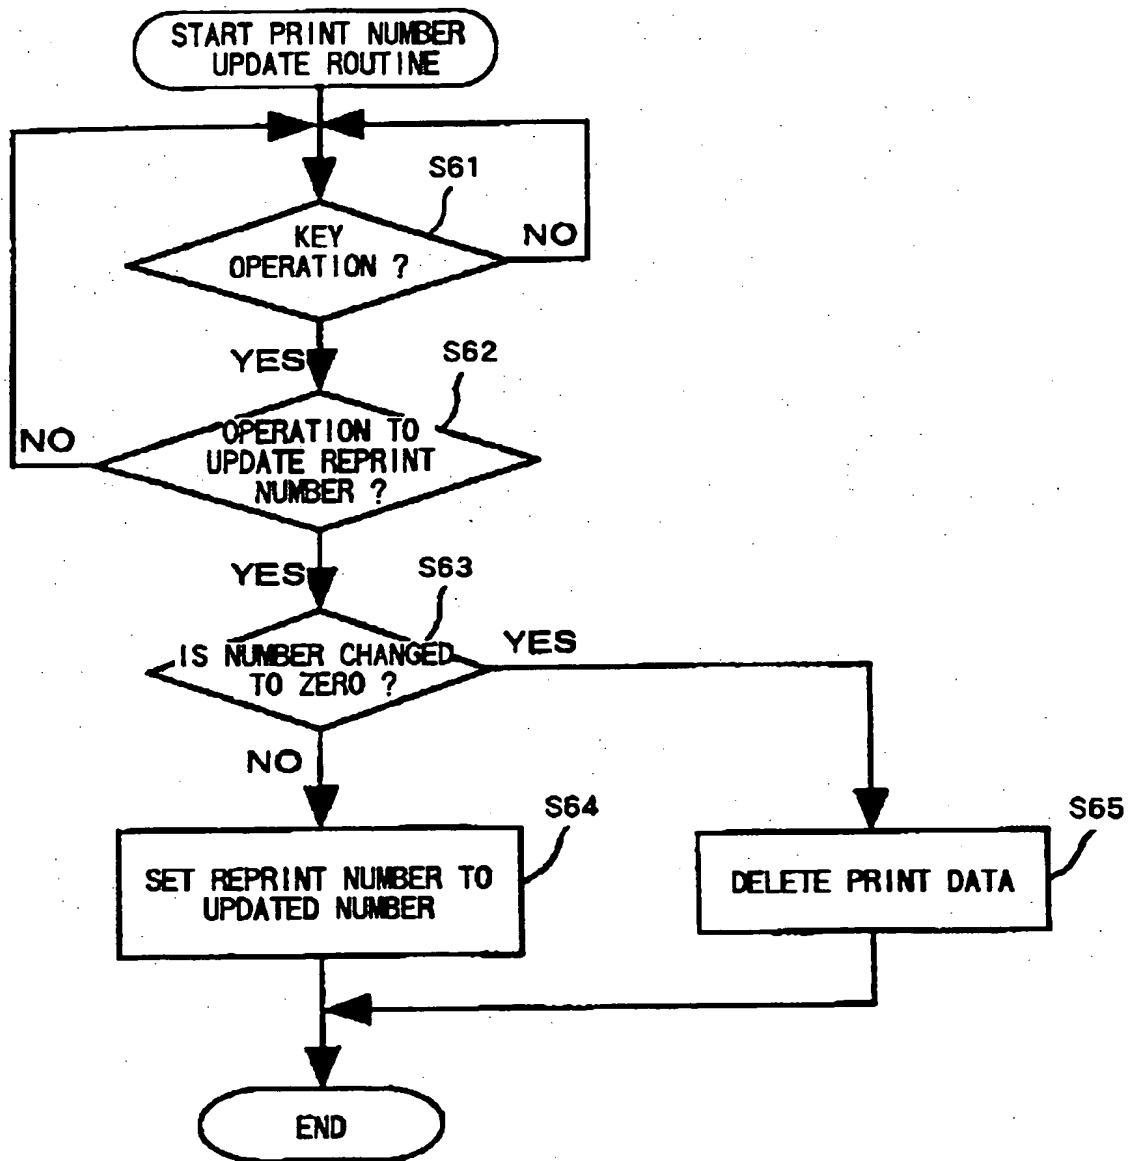 START PRINT NUMBER
UPDATE ROUTINE
S61
KEY
OPERATION ?
NO
YES
S62
OPERATION TO
UPDATE REPRINT
NUMBER ?
NO
YES
S63
IS NUMBER CHANGED
TO ZERO ?
YES
NO
S64
SET REPRINT NUMBER TO
UPDATED NUMBER
S65
DELETE PRINT DATA
END